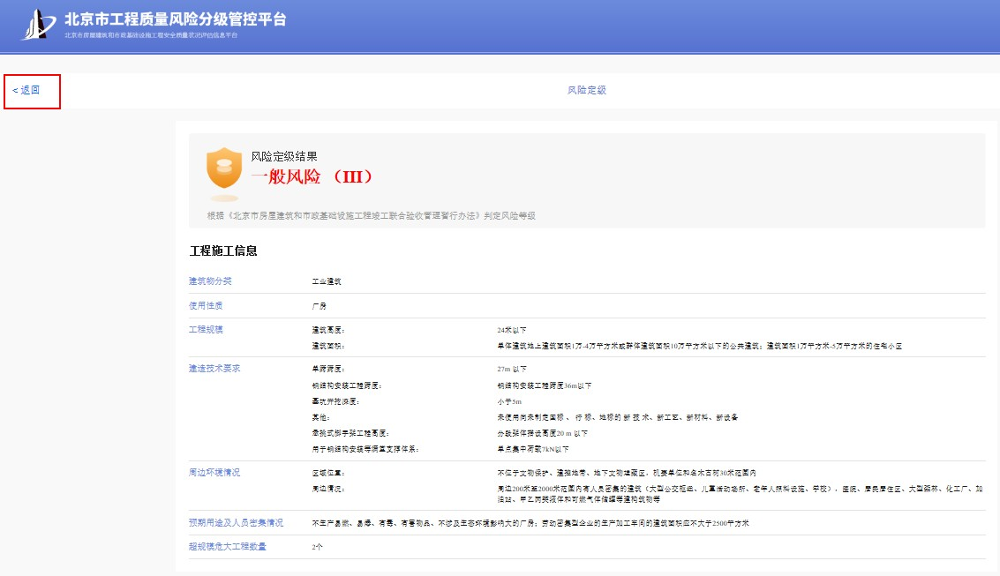 北京市工程质量风险分级管控平台
北京市房屋建筑和市政基础设施工程安全质量状况评估信息平台
< 返回
风险定级
风险定级结果
一般风险 （III）
根据《北京市房屋建筑和市政基础设施工程竣工联合验收管理暂行办法》判定风险等级
工程施工信息
建筑物分类 工业建筑
使用性质 厂房
工程规模 建筑高度： 24米以下
建筑面积： 单体建筑地上建筑面积1万-4万平方米或群体建筑面积10万平方米以下的公共建筑；建筑面积1万平方米-5万平方米的住宅小区
建造技术要求 单跨跨度： 27m 以下
钢结构安装工程跨度： 钢结构安装工程跨度36m以下
基坑开挖深度： 小于5m
其他： 未使用尚未制定国标 、 行 标、地标的 新 技 术、新工艺、新材料、新设备
悬挑式脚手架工程高度： 分段架体搭设高度20 m 以下
用于钢结构安装等满堂支撑体系： 单点集中荷载7kN以下
周边环境情况 区域位置： 不位于文物保护、建控地带、地下文物埋藏区，机要单位和名木古树30米范围内
周边情况： 周边200米至2000米范围内有人员密集的建筑（大型公交枢纽、儿童活动场所、老年人照料设施、学校），医院、居民居住区、大型森林、化工厂、加
油站、甲乙丙类液体和可燃气体储罐等建构筑物等
预期用途及人员密集情况 不生产易燃、易爆、有毒、有害物品、不涉及生态环境影响大的厂房；劳动密集型企业的生产加工车间的建筑面积应不大于2500平方米
超规模危大工程数量 2个